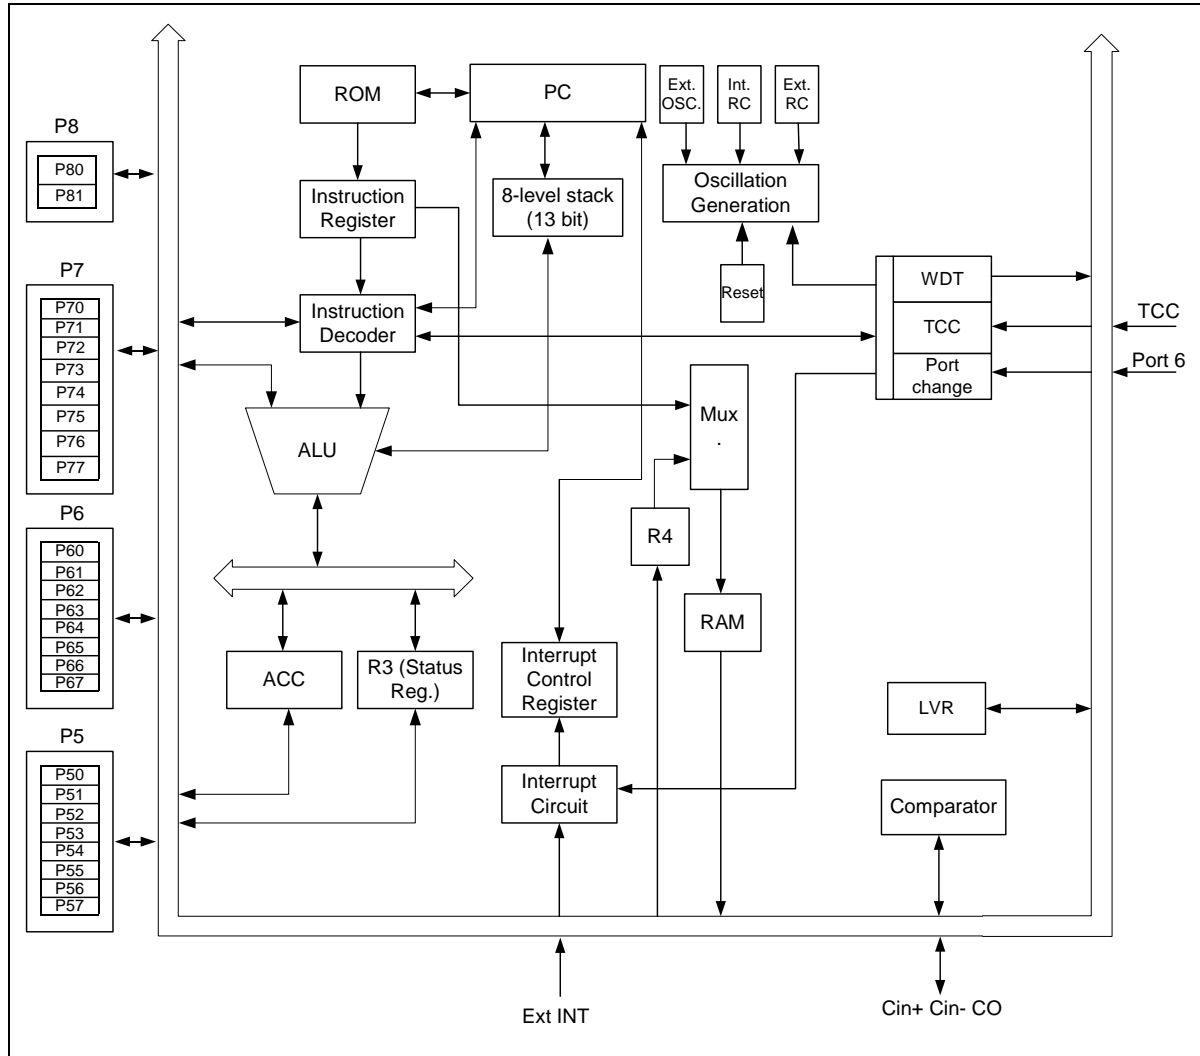 P8
P80
P81
P7
P70
P71
P72
P73
P74
P75
P76
P77
P6
P60
P61
P62
P63
P64
P65
P66
P67
P5
P50
P51
P52
P53
P54
P55
P56
P57
ROM
PC
Instruction
Register
8-level stack
(13 bit)
Instruction
Decoder
ALU
ACC
R3 (Status
Reg.)
Ext.
OSC.
Int.
RC
Ext.
RC
Oscillation
Generation
Reset
WDT
TCC
Port
change
TCC
Port 6
Mux
.
R4
RAM
Interrupt
Control
Register
Interrupt
Circuit
LVR
Comparator
Ext INT
Cin+ Cin- CO